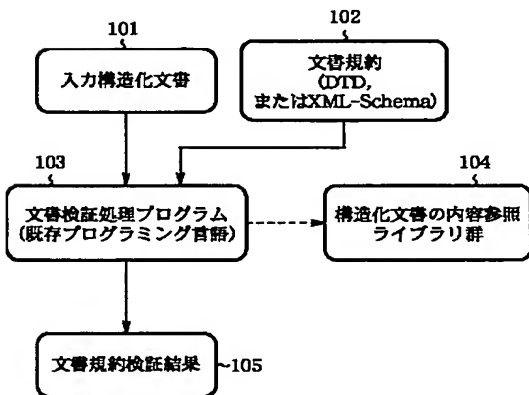 101
入力構造化文書
102
文書規約
(DTD,
またはXML-Schema)
103
文書検証処理プログラム
(既存プログラミング言語)
104
構造化文書の内容参照
ライブラリ群
文書規約検証結果
105